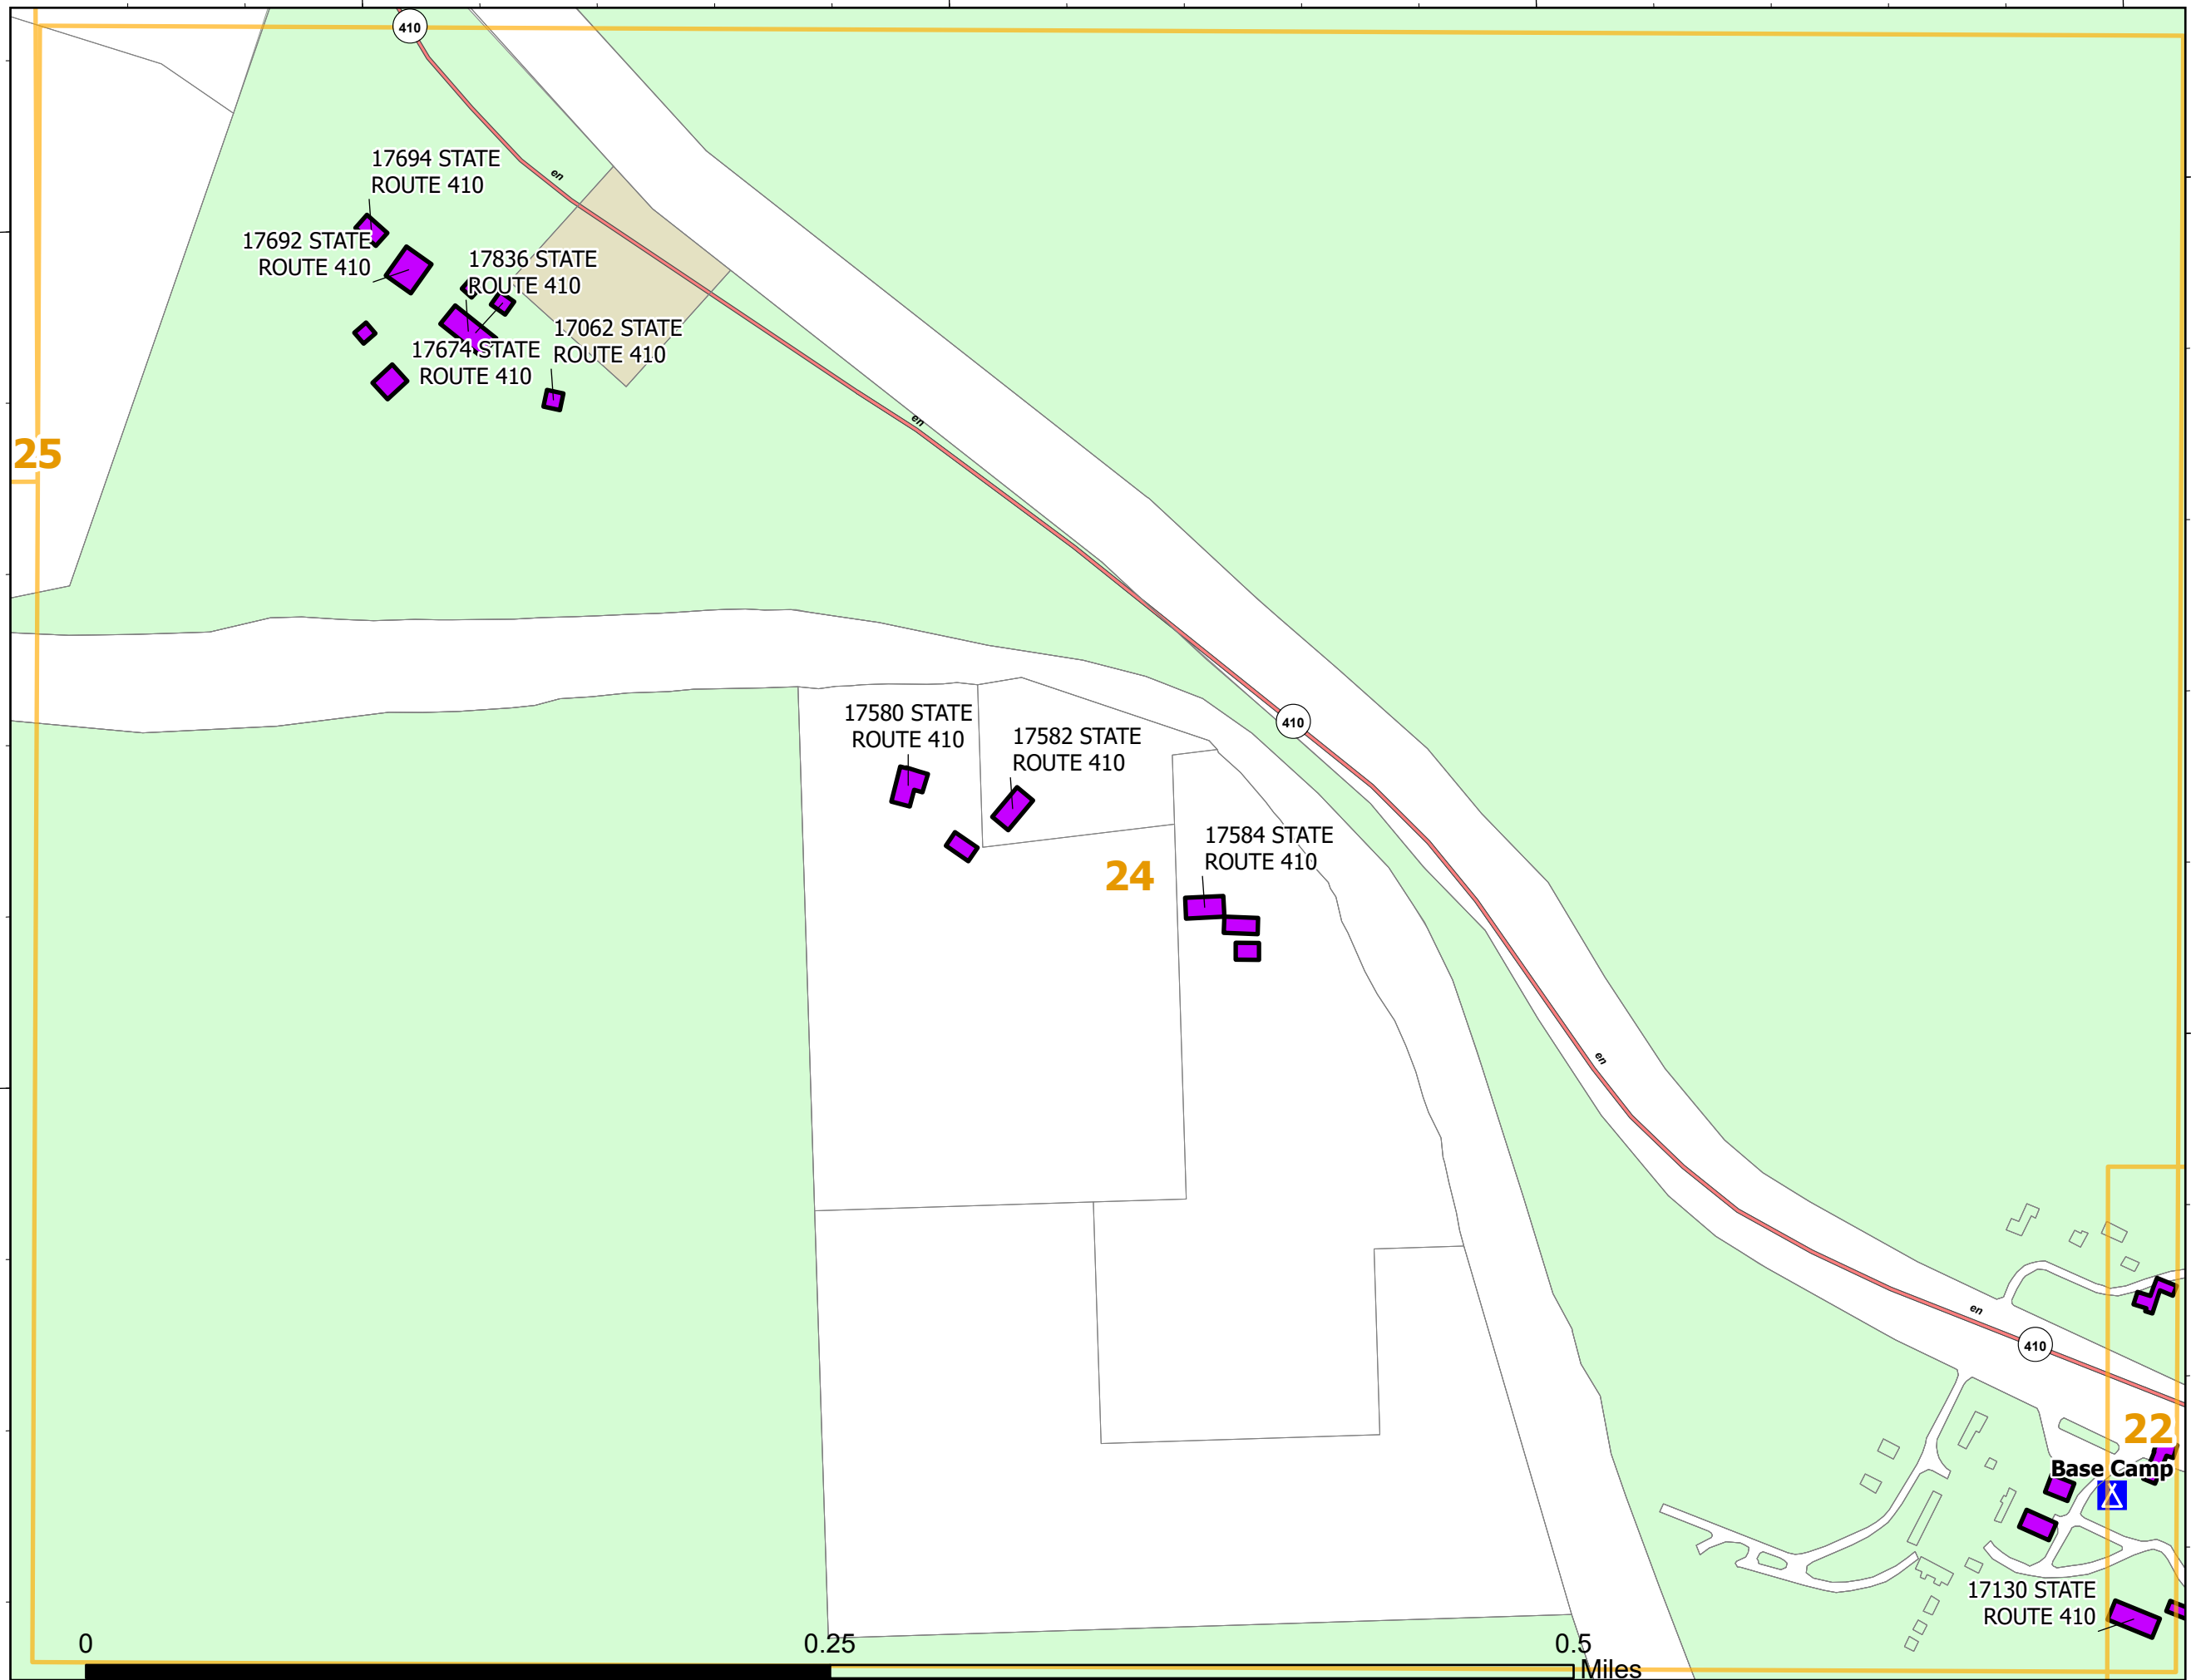 410
17694 STATE
ROUTE 410
en
17692 STATE
ROUTE 410
17836 STATE
ROUTE 410
17062 STATE
ROUTE 410
17674 STATE
ROUTE 410
en
25
17580 STATE
ROUTE 410
410
17582 STATE
ROUTE 410
17584 STATE
ROUTE 410
24
en
en
410
22
Base Camp
17130 STATE
ROUTE 410
0
0.25
0.5
Miles